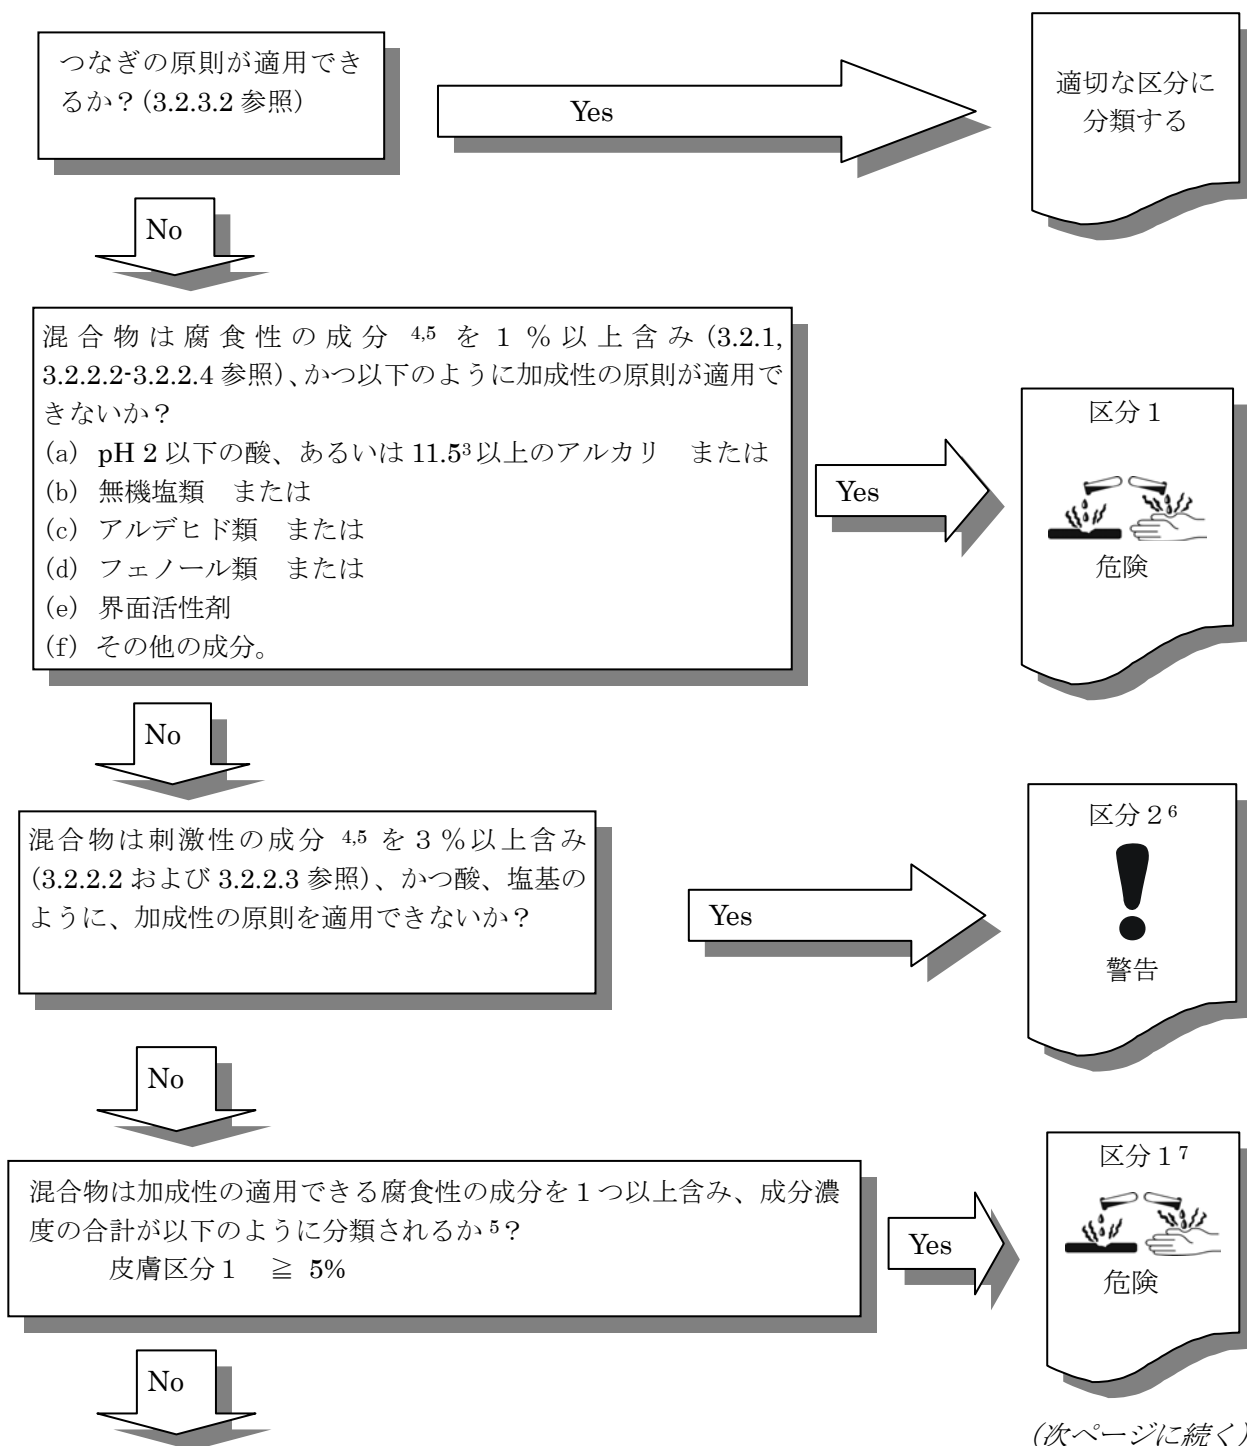 つなぎの原則が適用でき
るか？(3.2.3.2 参照)
Yes
適切な区分に
分類する
No
混合物は腐食性の成分 4,5 を 1 ％以上含み (3.2.1,
3.2.2.2-3.2.2.4 参照)、かつ以下のように加成性の原則が適用で
きないか？
(a) pH 2 以下の酸、あるいは 11.5³以上のアルカリ　または
(b) 無機塩類　または
(c) アルデヒド類　または
(d) フェノール類　または
(e) 界面活性剤
(f) その他の成分。
Yes
区分１
危険
No
混合物は刺激性の成分 4,5 を 3 ％以上含み
(3.2.2.2 および 3.2.2.3 参照)、かつ酸、塩基の
ように、加成性の原則を適用できないか？
Yes
区分２⁶
警告
No
混合物は加成性の適用できる腐食性の成分を１つ以上含み、成分濃
度の合計が以下のように分類されるか⁵？
皮膚区分１　≧ 5%
Yes
区分１⁷
危険
No
(次ページに続く)